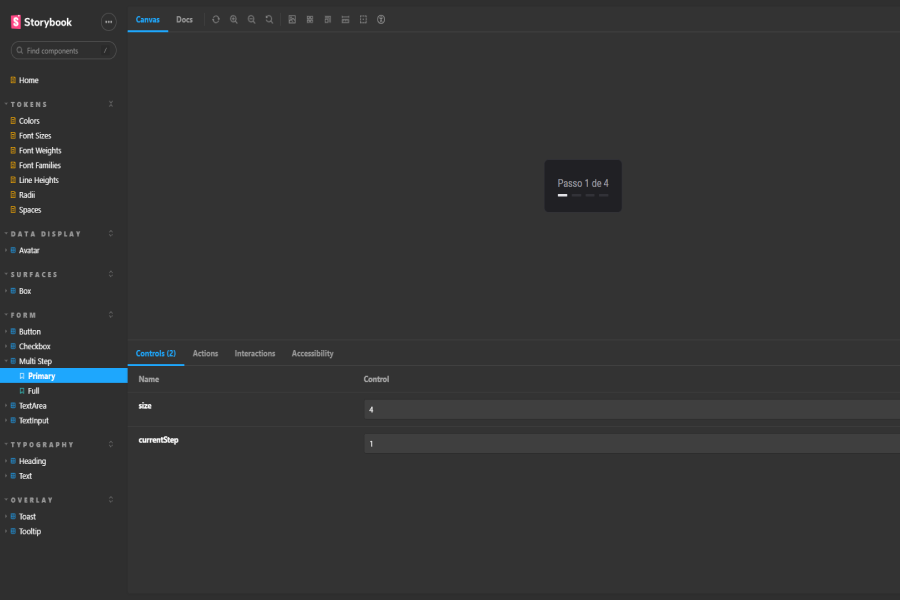 Storybook
Find components /
Home
TOKENS
Colors
Font Sizes
Font Weights
Font Families
Line Heights
Radii
Spaces
DATA DISPLAY
Avatar
SURFACES
Box
FORM
Button
Checkbox
Multi Step
Primary
Full
TextArea
TextInput
TYPOGRAPHY
Heading
Text
OVERLAY
Toast
Tooltip
Canvas Docs
Passo 1 de 4
Controls (2) Actions Interactions Accessibility
Name Control
size 4
currentStep 1